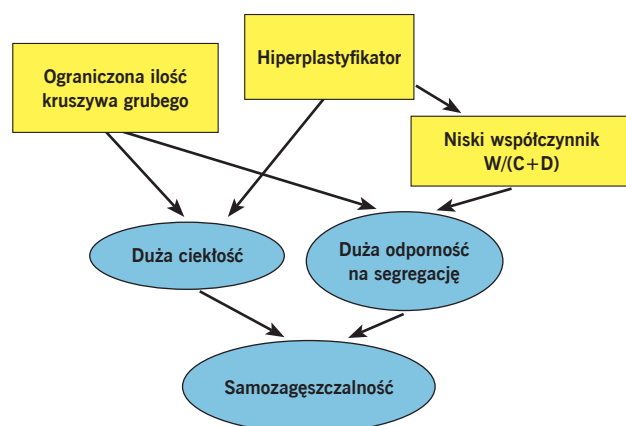 Ograniczona ilość
kruszywa grubego
Hiperplastyfikator
Niski współczynnik
W/(C+D)
Duża ciekłość
Duża odporność
na segregację
Samozagęszczalność